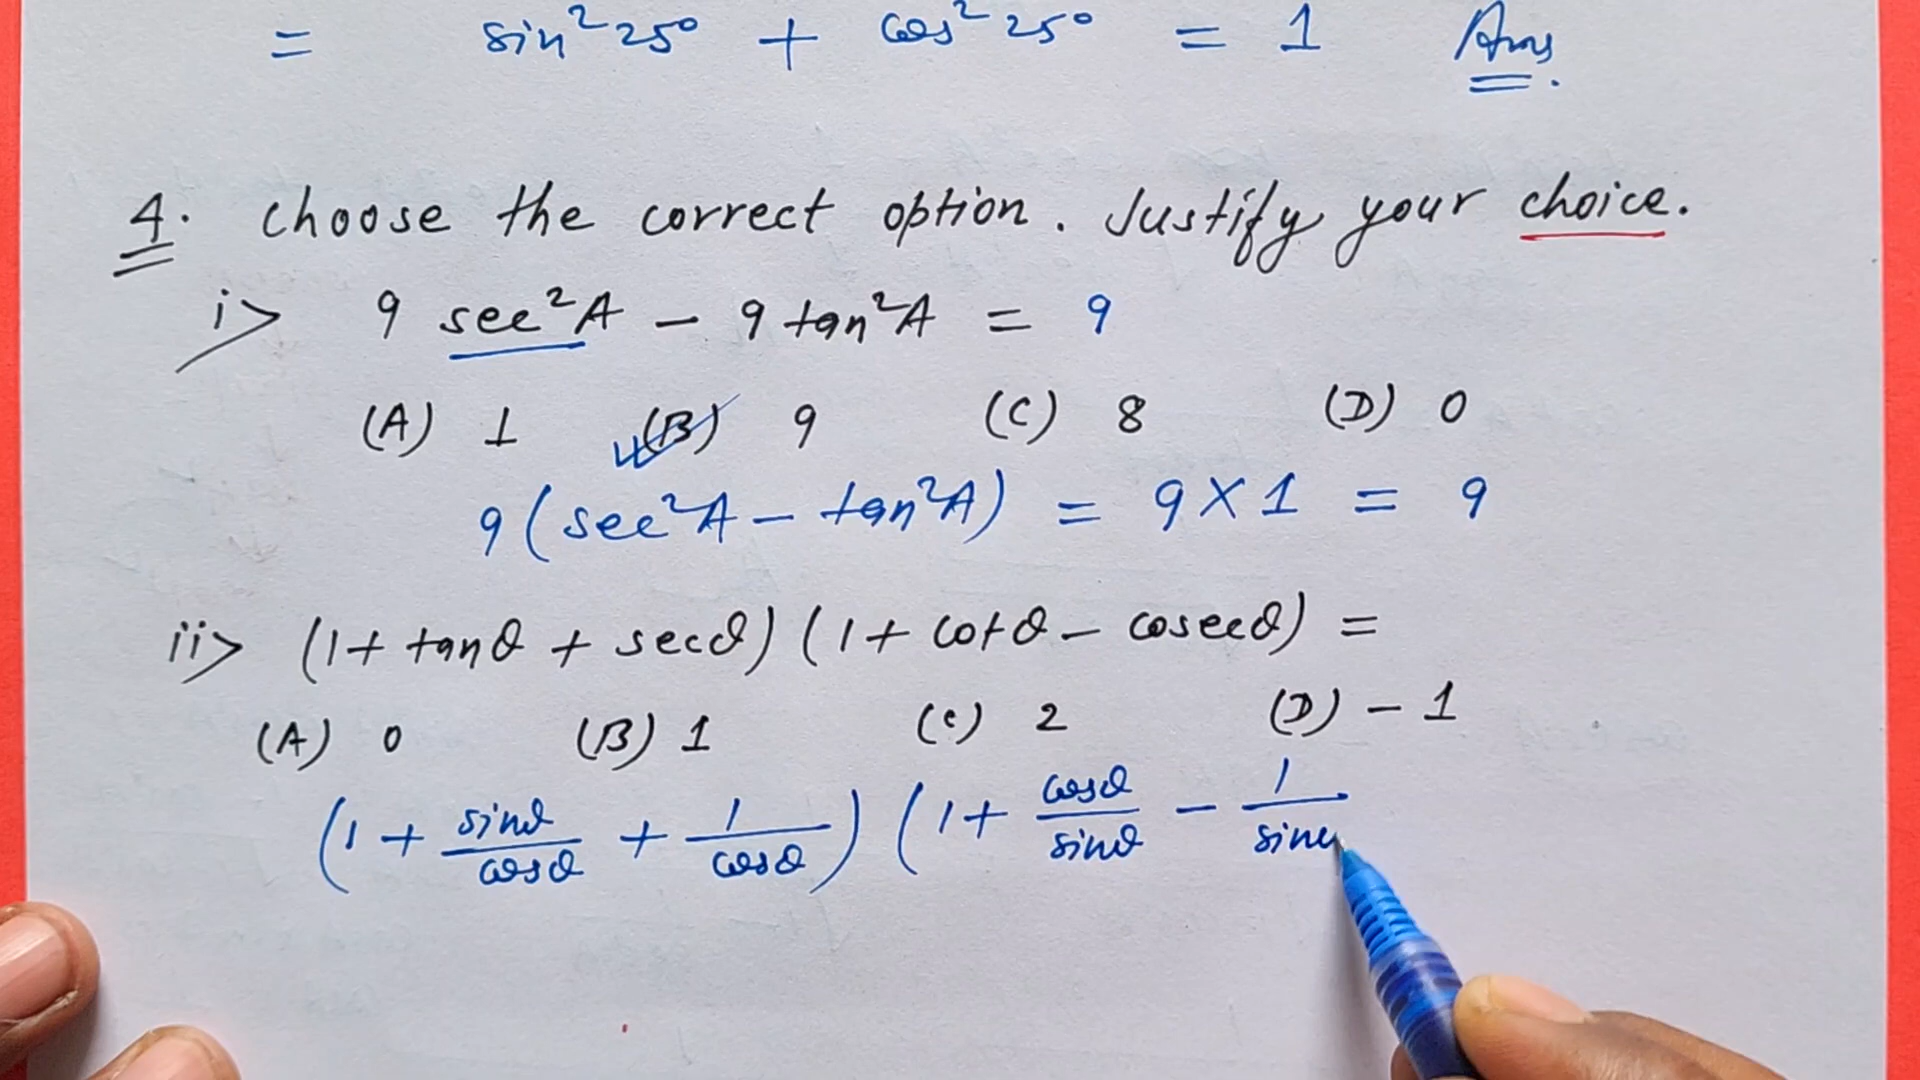 = sin²25° + cos²25° = 1 Ans.
4. Choose the correct option. Justify your choice.
i> 9 sec²A - 9 tan²A = 9
(A) 1 (B) 9 (C) 8 (D) 0
9 (sec²A - tan²A) = 9 X 1 = 9
ii> (1 + tanθ + secθ) (1 + cotθ - cosecθ) =
(A) 0 (B) 1 (C) 2 (D) - 1
(1 + sinθ/cosθ + 1/cosθ) (1 + cosθ/sinθ - 1/sin